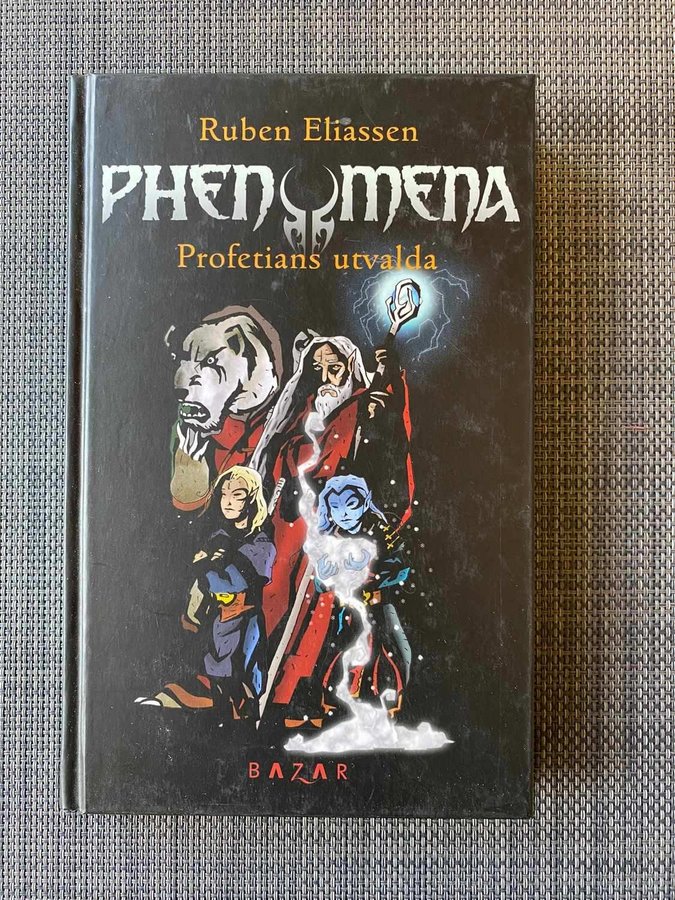 Ruben Eliassen
PHENOMENA
Profetians utvalda
BAZAR